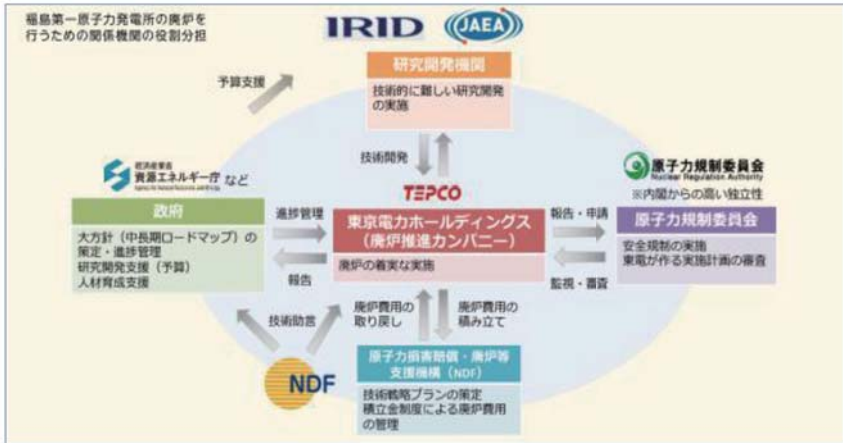 福島第一原子力発電所の廃炉を
行うための関係機関の役割分担
IRID
JAEA
研究開発機関
技術的に難しい研究開発
の実施
予算支援
技術開発
経済産業省
資源エネルギー庁 など
政府
大方針（中長期ロードマップ）の
策定・進捗管理
研究開発支援（予算）
人材育成支援
進捗管理
報告
TEPCO
東京電力ホールディングス
（廃炉推進カンパニー）
廃炉の着実な実施
報告・申請
監視・審査
原子力規制委員会
Nuclear Regulation Authority
※内閣からの高い独立性
原子力規制委員会
安全規制の実施
東電が作る実施計画の審査
技術助言
廃炉費用の
取り戻し
廃炉費用の
積み立て
NDF
原子力損害賠償・廃炉等
支援機構（NDF）
技術戦略プランの策定
積立金制度による廃炉費用
の管理